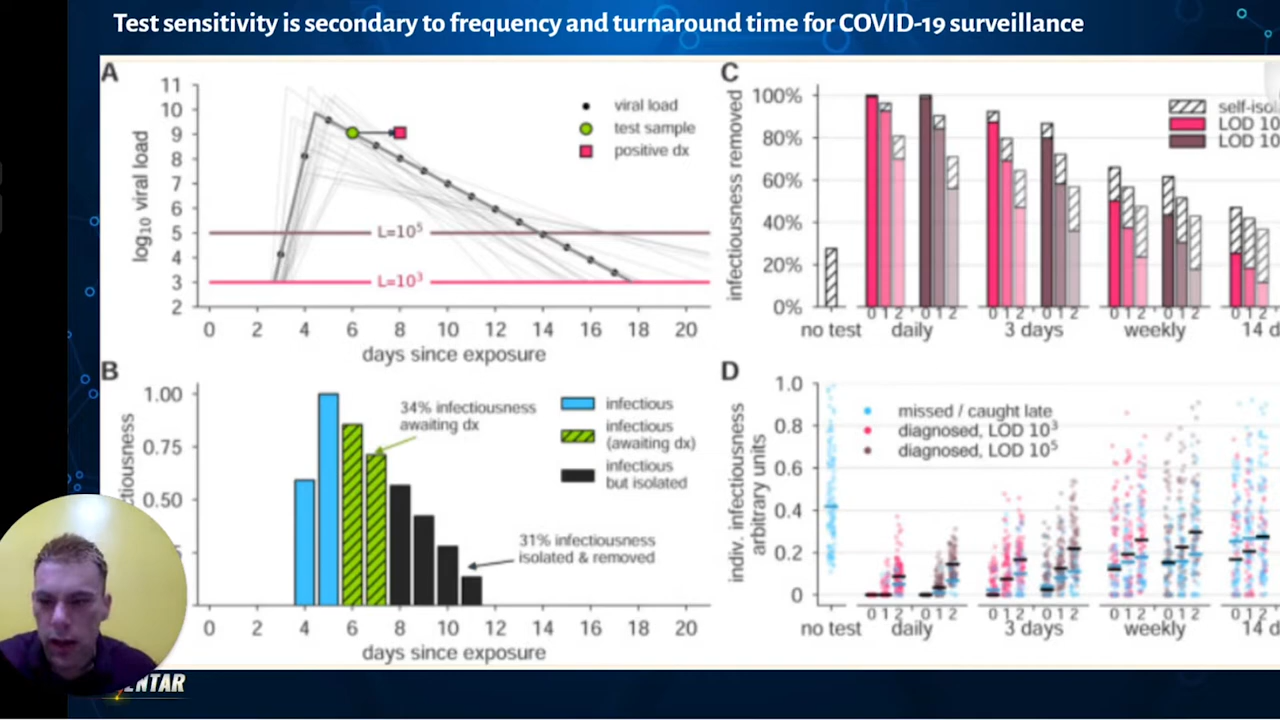 Test sensitivity is secondary to frequency and turnaround time for COVID-19 surveillance
A
11
10
9
8
7
6
5
4
3
2
log10 viral load
viral load
test sample
positive dx
L=10⁵
L=10³
0 2 4 6 8 10 12 14 16 18 20
days since exposure
B
1.00
0.75
0.50
34% infectiousness
awaiting dx
infectious
infectious
(awaiting dx)
infectious
but isolated
31% infectiousness
isolated & removed
0 2 4 6 8 10 12 14 16 18 20
days since exposure
C
infectiousness removed
100%
80%
60%
40%
20%
0%
LOD 10
LOD 10
0 1 2 0 1 2 0 1 2 0 1 2 0 1 2 0 1 2 0 1 2
no test daily 3 days weekly 14 d
D
indiv. infectiousness
arbitrary units
1.0
0.8
0.6
0.4
0.2
0
missed / caught late
diagnosed, LOD 10³
diagnosed, LOD 10⁵
0 1 2 0 1 2 0 1 2 0 1 2 0 1 2 0 1 2 0 1 2
no test daily 3 days weekly 14 d